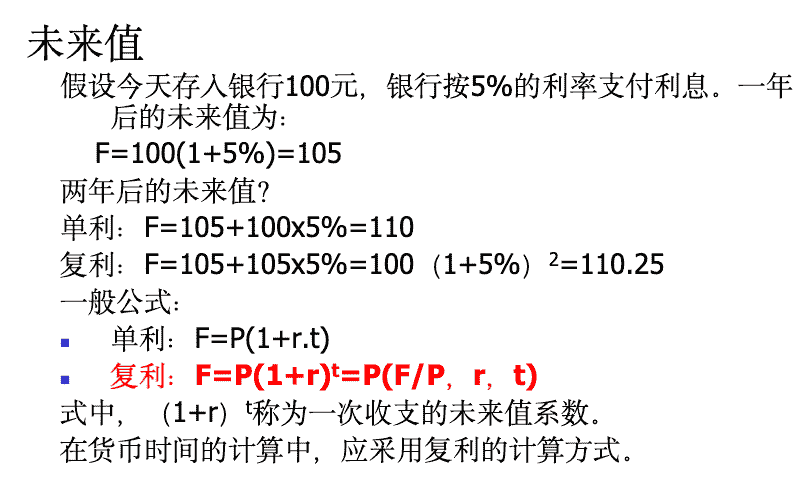 未来值
假设今天存入银行100元，银行按5%的利率支付利息。一年
后的未来值为：
F=100(1+5%)=105
两年后的未来值？
单利：F=105+100x5%=110
复利：F=105+105x5%=100（1+5%）²=110.25
一般公式：
■ 单利：F=P(1+r.t)
■ 复利：F=P(1+r)ᵗ=P(F/P，r，t)
式中，（1+r）ᵗ称为一次收支的未来值系数。
在货币时间的计算中，应采用复利的计算方式。